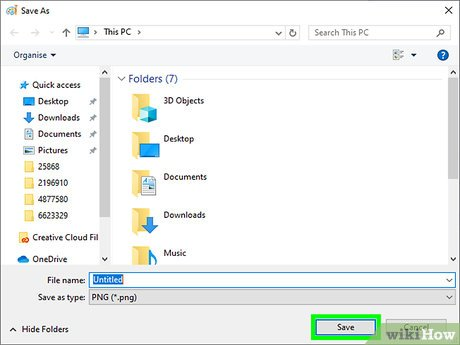 Save As
This PC
Search This PC
Organise
Quick access
Desktop
Downloads
Documents
Pictures
25868
2196910
4877580
6623329
Creative Cloud Fil
OneDrive
Folders (7)
3D Objects
Desktop
Documents
Downloads
Music
File name: Untitled
Save as type: PNG (*.png)
Hide Folders
Save
Cancel
wikiHow